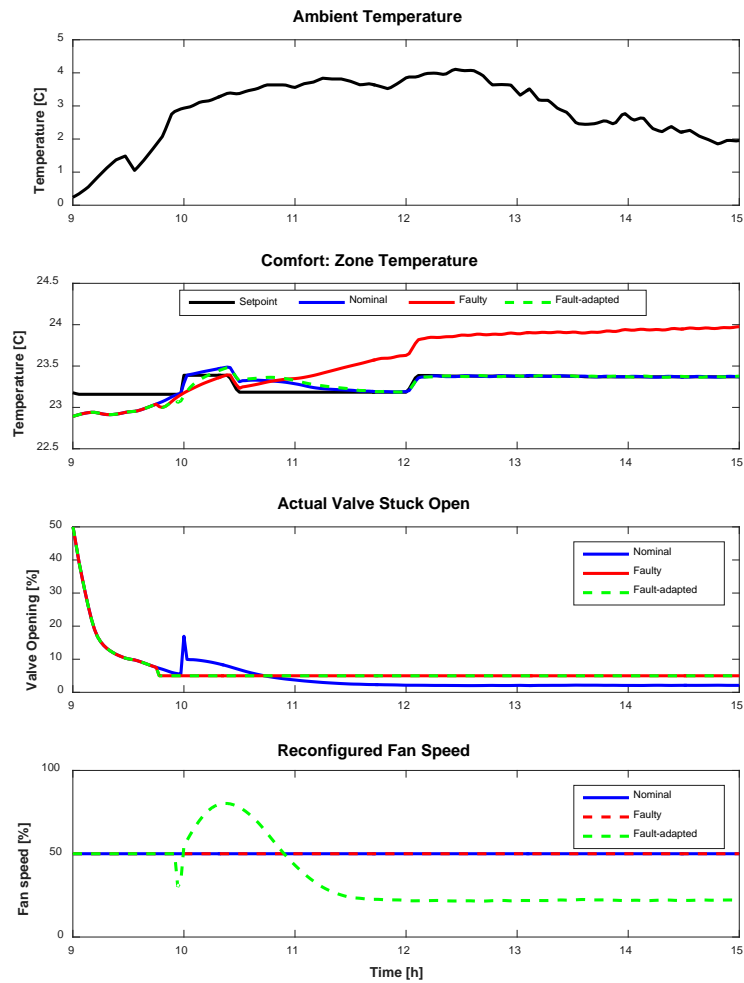 Ambient Temperature
Temperature [C]
5
4
3
2
1
0
9 10 11 12 13 14 15
Comfort: Zone Temperature
Temperature [C]
24.5
24
23.5
23
22.5
Setpoint Nominal Faulty Fault-adapted
9 10 11 12 13 14 15
Actual Valve Stuck Open
Valve Opening [%]
50
40
30
20
10
0
Nominal
Faulty
Fault-adapted
9 10 11 12 13 14 15
Reconfigured Fan Speed
Fan speed [%]
100
50
0
Nominal
Faulty
Fault-adapted
9 10 11 12 13 14 15
Time [h]